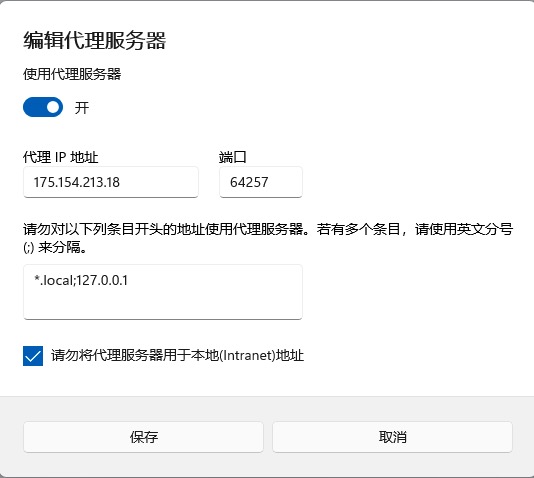 编辑代理服务器
使用代理服务器
开
代理 IP 地址
端口
175.154.213.18
64257
请勿对以下列条目开头的地址使用代理服务器。若有多个条目，请使用英文分号
(;) 来分隔。
*.local;127.0.0.1
请勿将代理服务器用于本地(Intranet)地址
保存
取消